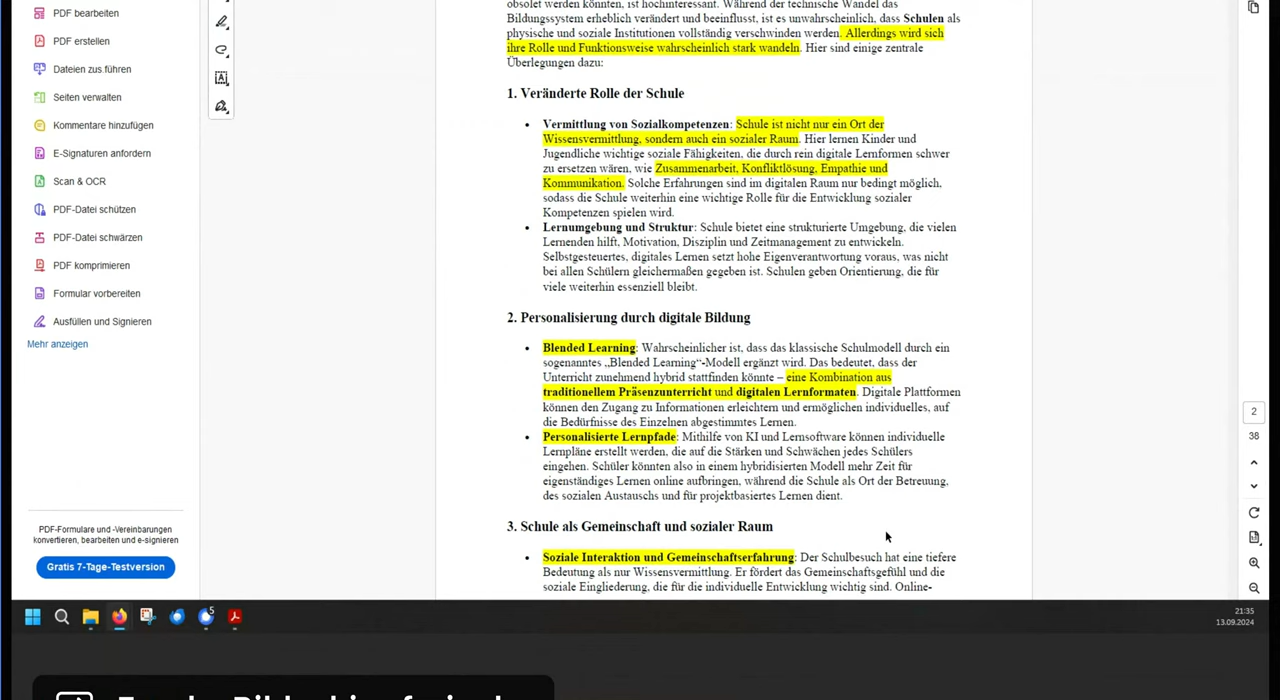 PDF bearbeiten
PDF erstellen
Dateien zus führen
Seiten verwalten
Kommentare hinzufügen
E-Signaturen anfordern
Scan & OCR
PDF-Datei schützen
PDF-Datei schwärzen
PDF komprimieren
Formular vorbereiten
Ausfüllen und Signieren
Mehr anzeigen
PDF-Formulare und -Vereinbarungen
konvertieren, bearbeiten und e-signieren
Gratis 7-Tage-Testversion
obsolet werden könnten, ist hochinteressant. Während der technische Wandel das
Bildungssystem erheblich verändert und beeinflusst, ist es unwahrscheinlich, dass Schulen als
physische und soziale Institutionen vollständig verschwinden werden. Allerdings wird sich
ihre Rolle und Funktionsweise wahrscheinlich stark wandeln. Hier sind einige zentrale
Überlegungen dazu:
1. Veränderte Rolle der Schule
• Vermittlung von Sozialkompetenzen: Schule ist nicht nur ein Ort der
Wissensvermittlung, sondern auch ein sozialer Raum. Hier lernen Kinder und
Jugendliche wichtige soziale Fähigkeiten, die durch rein digitale Lernformen schwer
zu ersetzen wären, wie Zusammenarbeit, Konfliktlösung, Empathie und
Kommunikation. Solche Erfahrungen sind im digitalen Raum nur bedingt möglich,
sodass die Schule weiterhin eine wichtige Rolle für die Entwicklung sozialer
Kompetenzen spielen wird.
• Lernumgebung und Struktur: Schule bietet eine strukturierte Umgebung, die vielen
Lernenden hilft, Motivation, Disziplin und Zeitmanagement zu entwickeln.
Selbstgesteuertes, digitales Lernen setzt hohe Eigenverantwortung voraus, was nicht
bei allen Schülern gleichermaßen gegeben ist. Schulen geben Orientierung, die für
viele weiterhin essenziell bleibt.
2. Personalisierung durch digitale Bildung
• Blended Learning: Wahrscheinlicher ist, dass das klassische Schulmodell durch ein
sogenanntes „Blended Learning“-Modell ergänzt wird. Das bedeutet, dass der
Unterricht zunehmend hybrid stattfinden könnte – eine Kombination aus
traditionellem Präsenzunterricht und digitalen Lernformaten. Digitale Plattformen
können den Zugang zu Informationen erleichtern und ermöglichen individuelles, auf
die Bedürfnisse des Einzelnen abgestimmtes Lernen.
• Personalisierte Lernpfade: Mithilfe von KI und Lernsoftware können individuelle
Lernpläne erstellt werden, die auf die Stärken und Schwächen jedes Schülers
eingehen. Schüler könnten also in einem hybridisierten Modell mehr Zeit für
eigenständiges Lernen online aufbringen, während die Schule als Ort der Betreuung,
des sozialen Austauschs und für projektbasiertes Lernen dient.
3. Schule als Gemeinschaft und sozialer Raum
• Soziale Interaktion und Gemeinschaftserfahrung: Der Schulbesuch hat eine tiefere
Bedeutung als nur Wissensvermittlung. Er fördert das Gemeinschaftsgefühl und die
soziale Eingliederung, die für die individuelle Entwicklung wichtig sind. Online-
2
38
5
21:35
13.09.2024